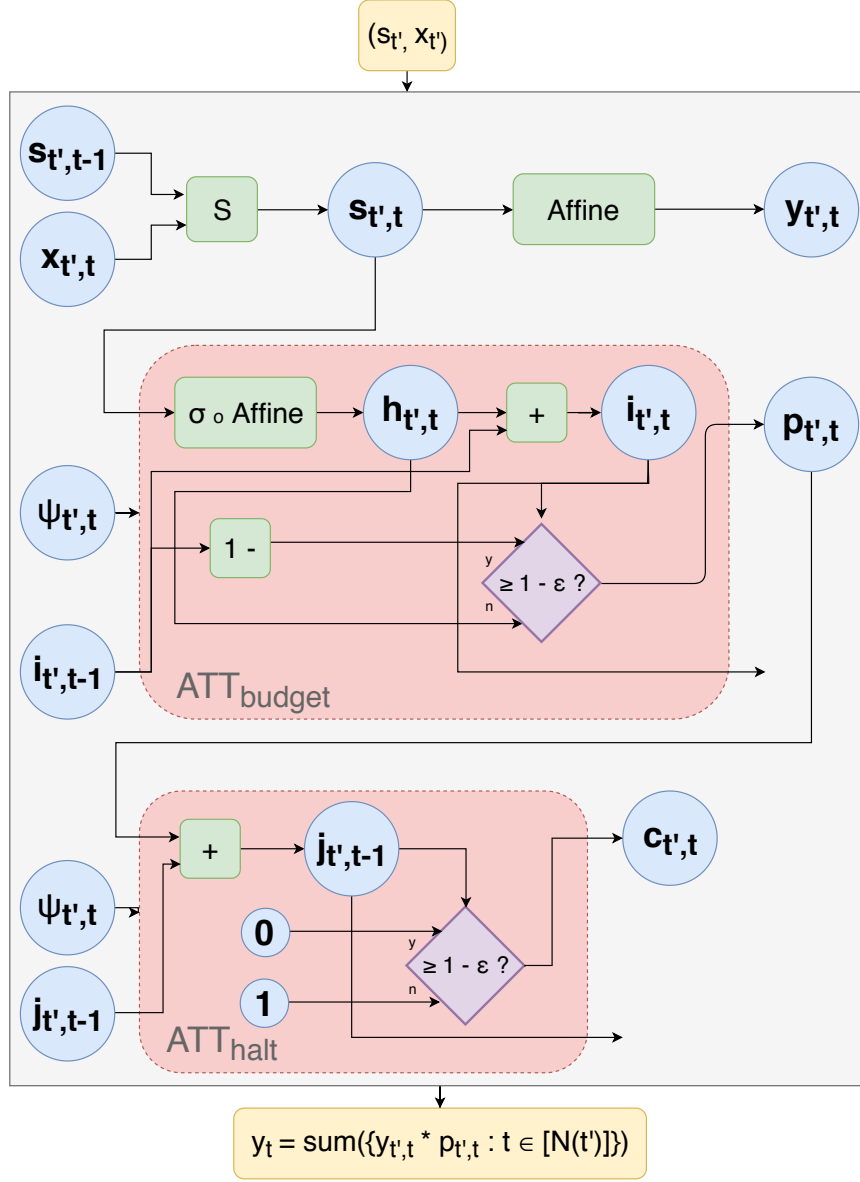 (s_t', x_t')
s_t',t-1
S
s_t',t
Affine
y_t',t
x_t',t
σ ∘ Affine
h_t',t
+
i_t',t
p_t',t
ψ_t',t
1 -
y
≥ 1 - ε ?
n
i_t',t-1
ATT_budget
+
j_t',t-1
c_t',t
ψ_t',t
0
y
≥ 1 - ε ?
n
1
j_t',t-1
ATT_halt
y_t = sum({y_t',t * p_t',t : t ∈ [N(t')]})